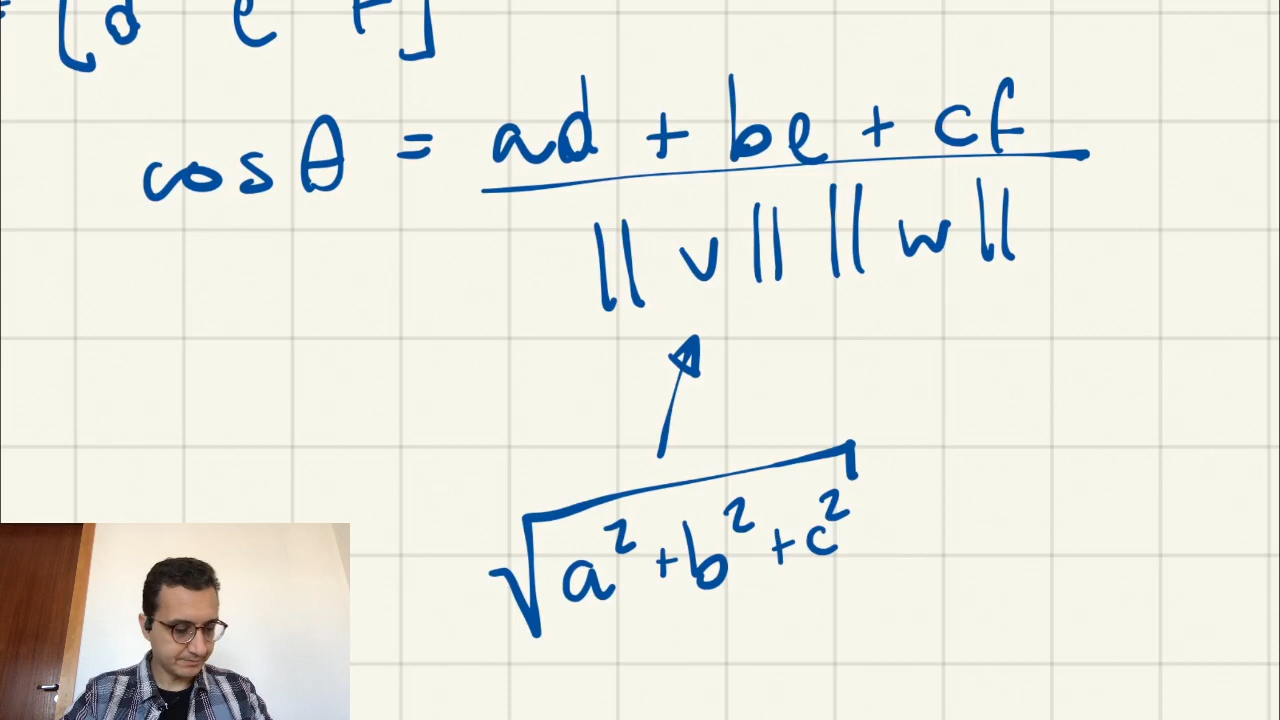 = [d e f]
cos θ = ad + be + cf
‖ v ‖ ‖ w ‖
√a² + b² + c²